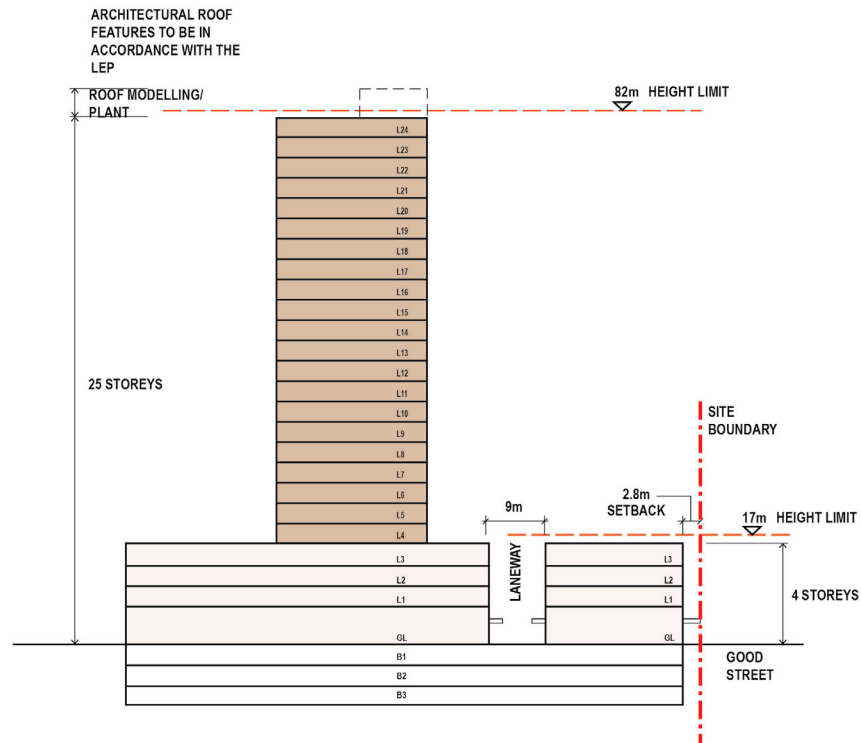 ARCHITECTURAL ROOF
FEATURES TO BE IN
ACCORDANCE WITH THE
LEP
ROOF MODELLING/
PLANT
82m HEIGHT LIMIT
L24
L23
L22
L21
L20
L19
L18
L17
L16
L15
L14
L13
L12
L11
L10
L9
L8
L7
L6
L5
L4
25 STOREYS
SITE
BOUNDARY
9m
2.8m
SETBACK
17m HEIGHT LIMIT
LANEWAY
L3
L2
L1
GL
L3
L2
L1
GL
4 STOREYS
B1
B2
B3
GOOD
STREET